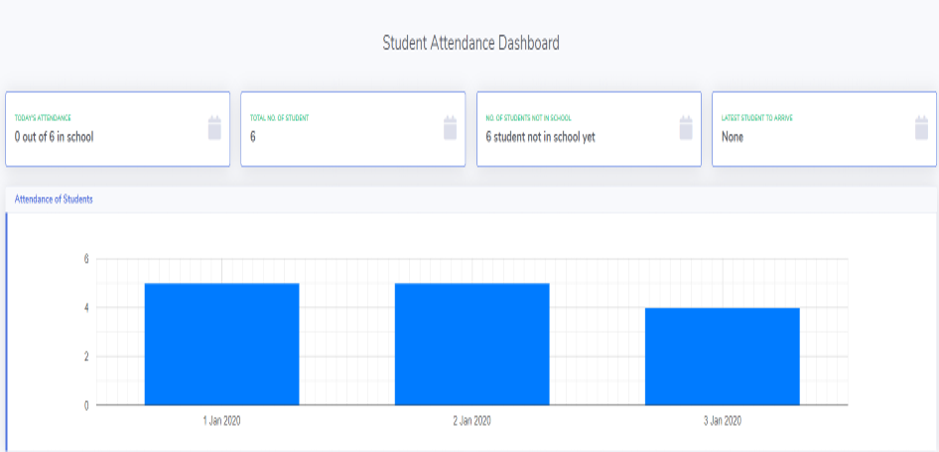 Student Attendance Dashboard
TODAY'S ATTENDANCE
0 out of 6 in school
TOTAL NO. OF STUDENT
6
NO. OF STUDENTS NOT IN SCHOOL
6 student not in school yet
LATEST STUDENT TO ARRIVE
None
Attendance of Students
6
4
2
0
1 Jan 2020
2 Jan 2020
3 Jan 2020